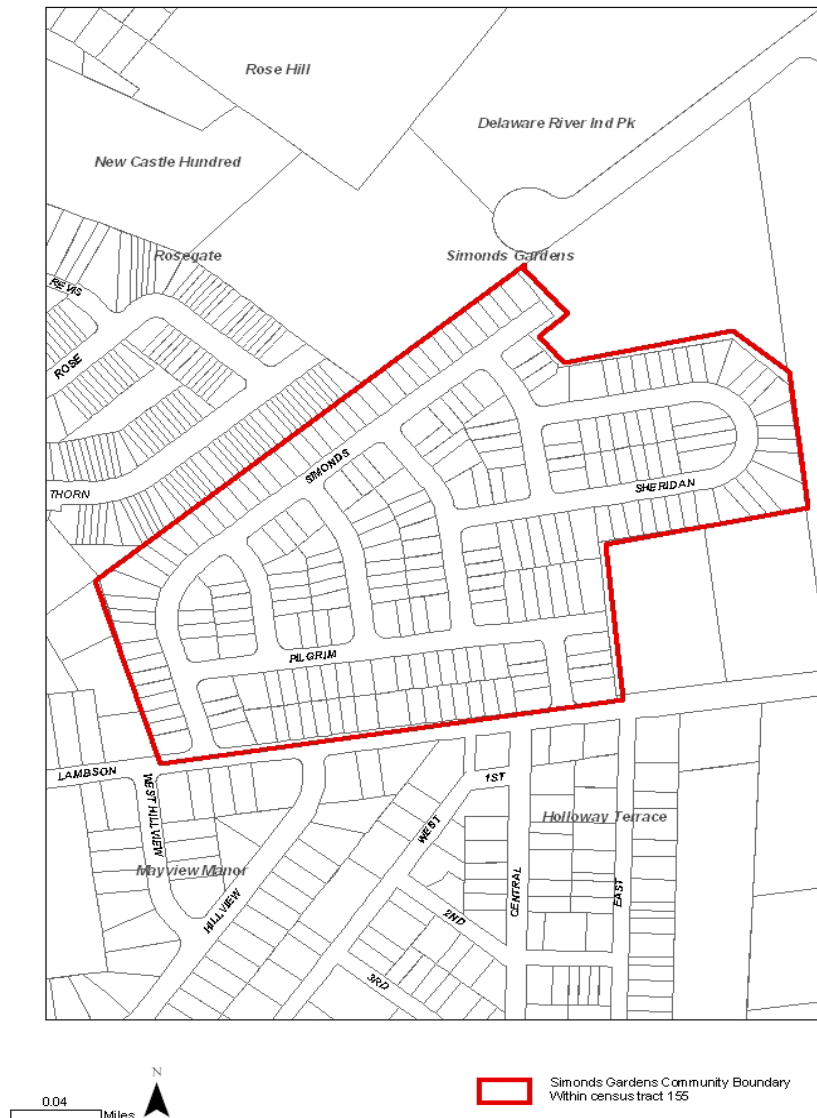 Rose Hill
Delaware River Ind Pk
New Castle Hundred
Rosegate
Simonds Gardens
REVIS
ROSE
SIMONDS
THORN
SHERIDAN
PILGRIM
LAMBSON
WEST HILLVIEW
1ST
Holloway Terrace
WEST
Mayview Manor
HILLVIEW
CENTRAL
EAST
2ND
3RD
N
0.04
Miles
Simonds Gardens Community Boundary
Within census tract 155